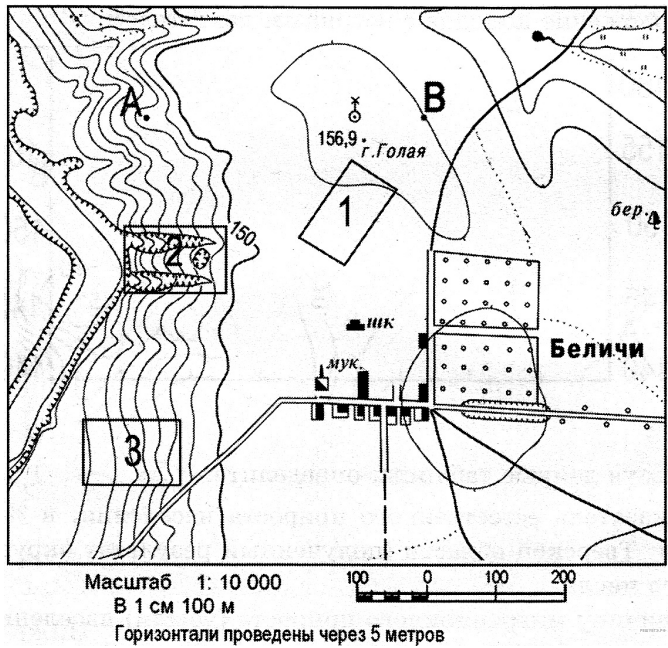 А
В
156,9
г.Голая
1
бер.
2
150
шк
Беличи
мук.
3
Масштаб 1: 10 000
В 1 см 100 м
100 0 100 200
Горизонтали проведены через 5 метров